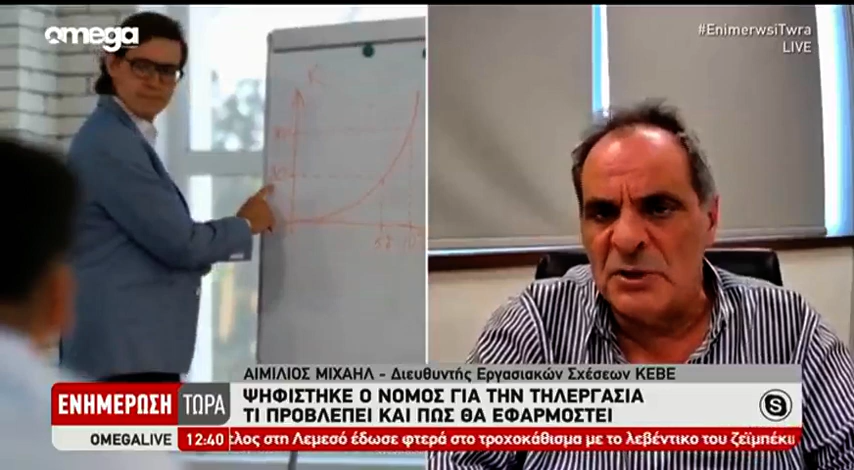 omega
#EnimerwsiTwra
LIVE
ΑΙΜΙΛΙΟΣ ΜΙΧΑΗΛ – Διευθυντής Εργασιακών Σχέσεων ΚΕΒΕ
ΕΝΗΜΕΡΩΣΗ ΤΩΡΑ
ΨΗΦΙΣΤΗΚΕ Ο ΝΟΜΟΣ ΓΙΑ ΤΗΝ ΤΗΛΕΡΓΑΣΙΑ
ΤΙ ΠΡΟΒΛΕΠΕΙ ΚΑΙ ΠΩΣ ΘΑ ΕΦΑΡΜΟΣΤΕΙ
OMEGALIVE 12:40 στη Λεμεσό έδωσε φτερά στο τροχοκάθισμα με το λεβέντικο του